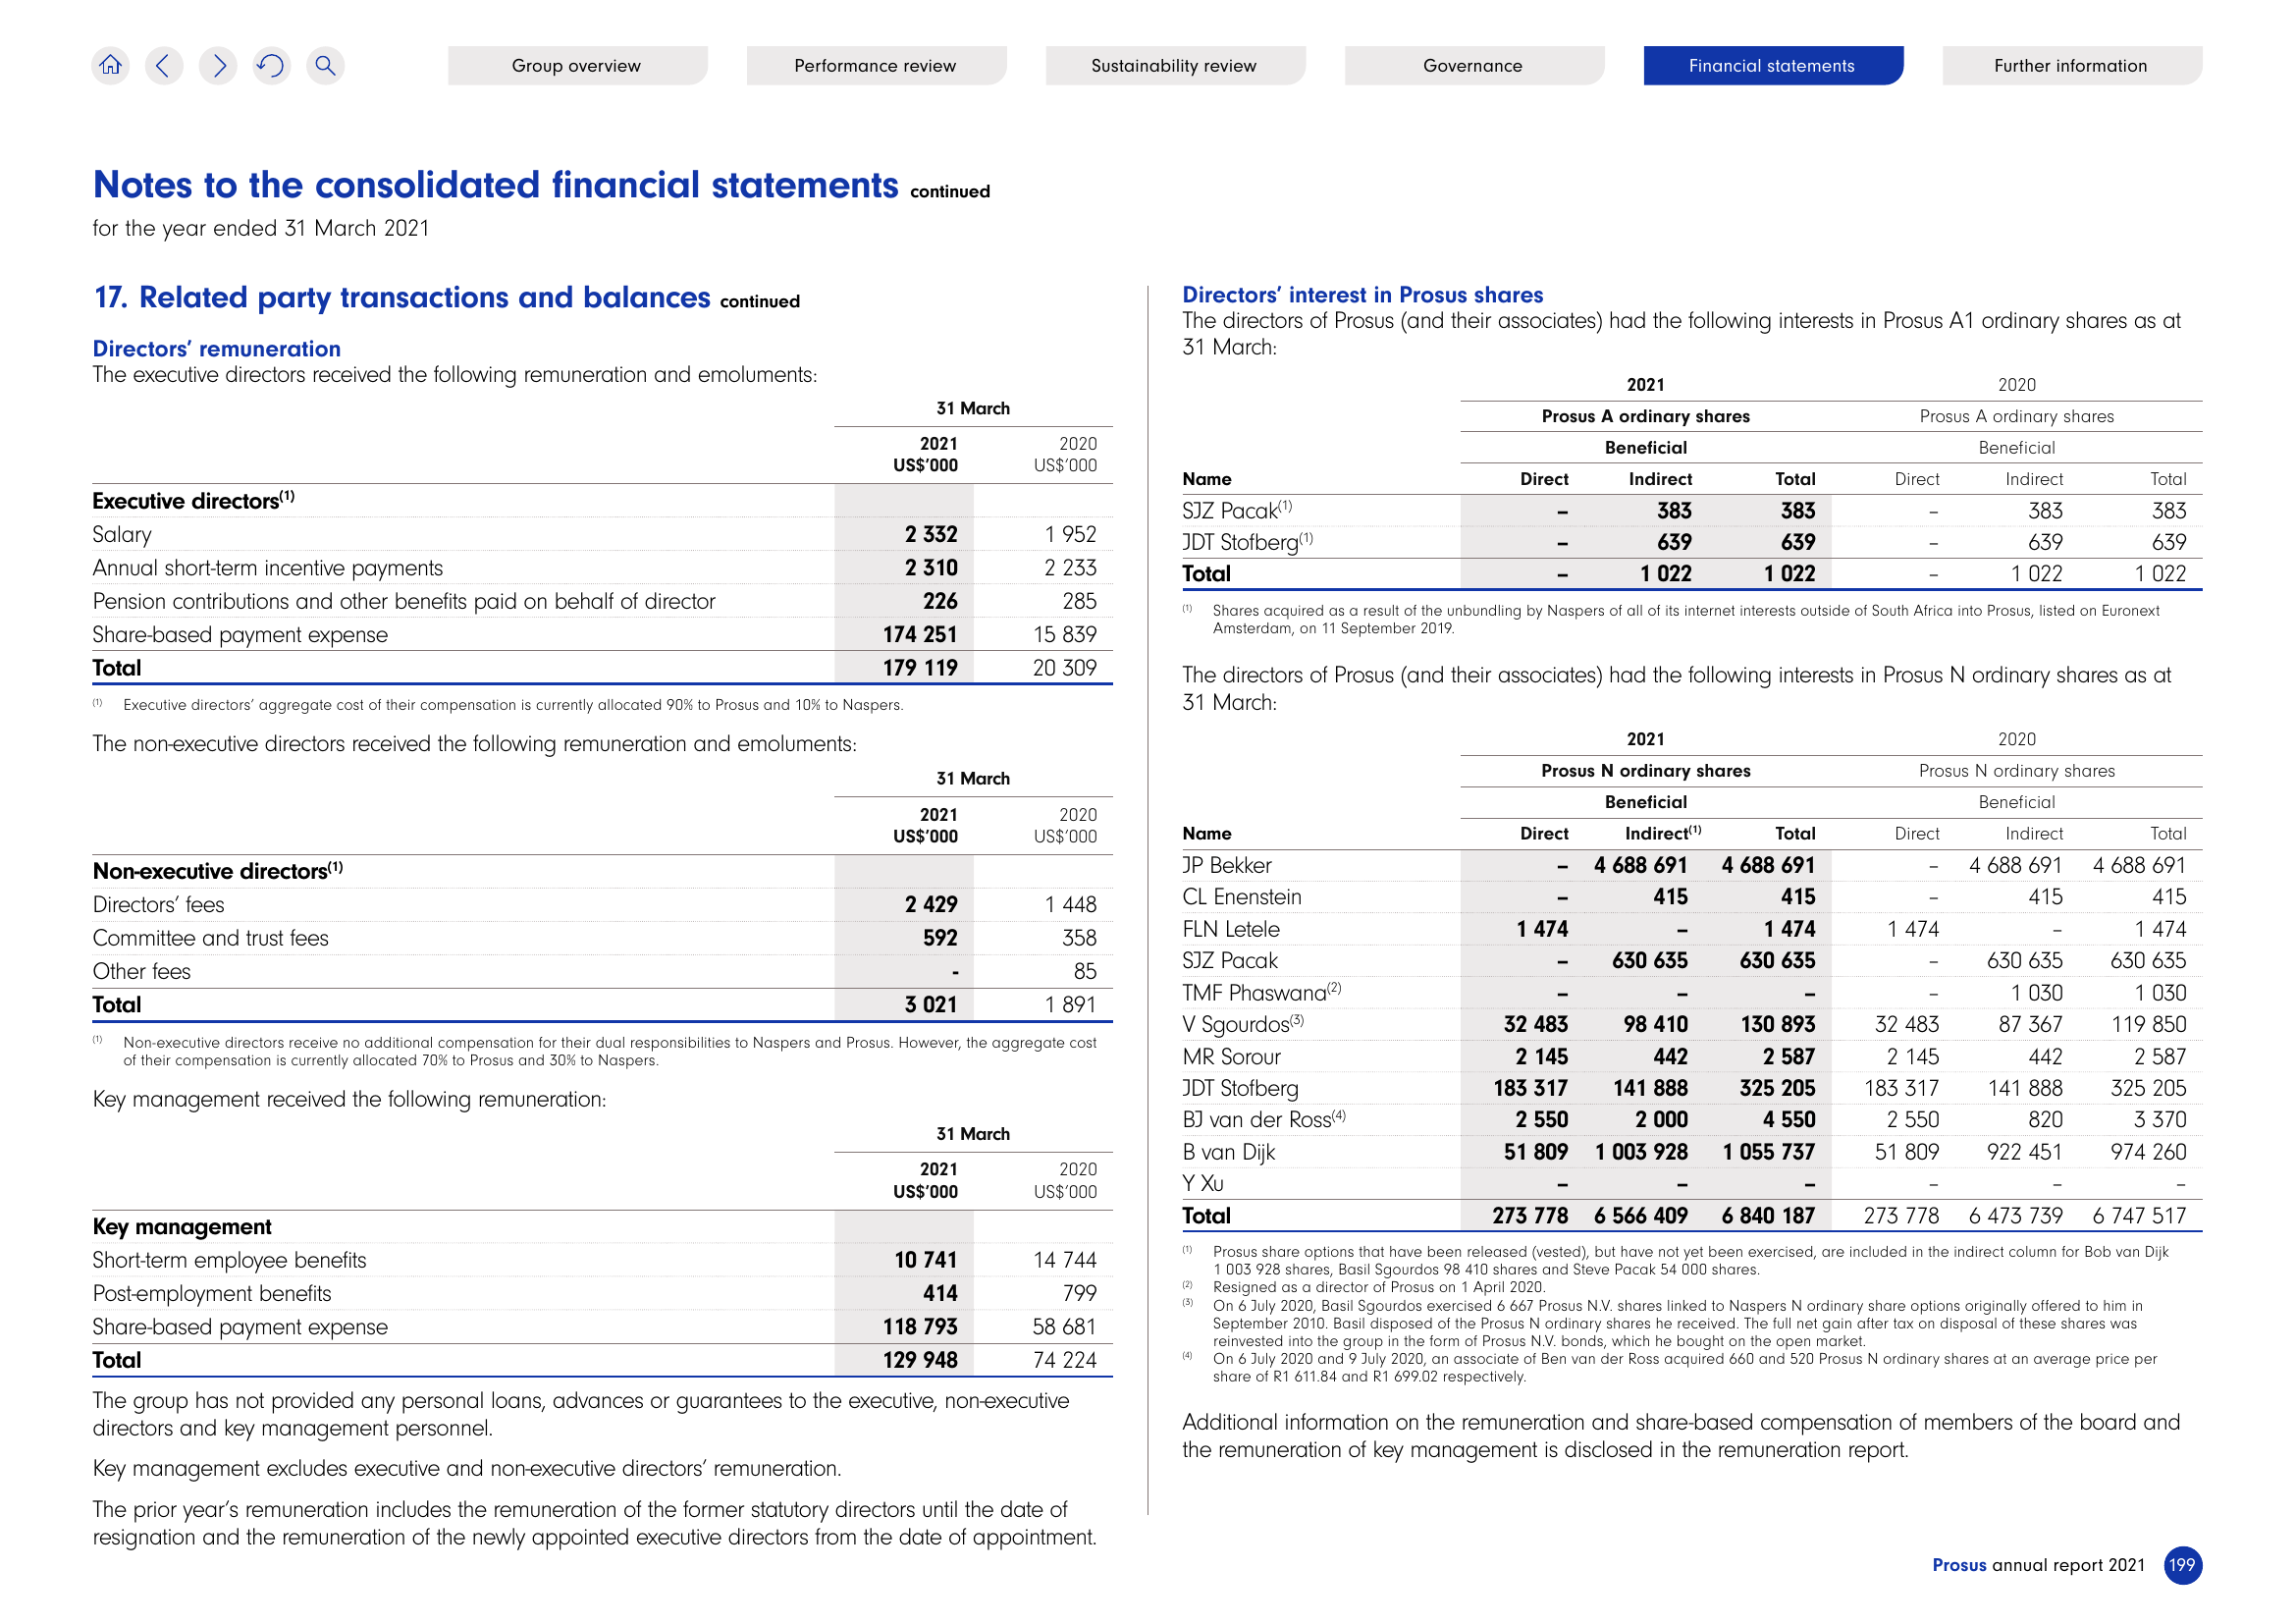 Group overview
Performance review
Sustainability review
Governance
Financial statements
Further information
Notes to the consolidated financial statements continued
for the year ended 31 March 2021
17. Related party transactions and balances continued
Directors’ remuneration
The executive directors received the following remuneration and emoluments:
31 March
2021 2020
US$’000 US$’000
Executive directors(1)
Salary 2 332 1 952
Annual short-term incentive payments 2 310 2 233
Pension contributions and other benefits paid on behalf of director 226 285
Share-based payment expense 174 251 15 839
Total 179 119 20 309
(1) Executive directors’ aggregate cost of their compensation is currently allocated 90% to Prosus and 10% to Naspers.
The non-executive directors received the following remuneration and emoluments:
31 March
2021 2020
US$’000 US$’000
Non-executive directors(1)
Directors’ fees 2 429 1 448
Committee and trust fees 592 358
Other fees - 85
Total 3 021 1 891
(1) Non-executive directors receive no additional compensation for their dual responsibilities to Naspers and Prosus. However, the aggregate cost
of their compensation is currently allocated 70% to Prosus and 30% to Naspers.
Key management received the following remuneration:
31 March
2021 2020
US$’000 US$’000
Key management
Short-term employee benefits 10 741 14 744
Post-employment benefits 414 799
Share-based payment expense 118 793 58 681
Total 129 948 74 224
The group has not provided any personal loans, advances or guarantees to the executive, non-executive
directors and key management personnel.
Key management excludes executive and non-executive directors’ remuneration.
The prior year’s remuneration includes the remuneration of the former statutory directors until the date of
resignation and the remuneration of the newly appointed executive directors from the date of appointment.
Directors’ interest in Prosus shares
The directors of Prosus (and their associates) had the following interests in Prosus A1 ordinary shares as at
31 March:
2021 2020
Prosus A ordinary shares Prosus A ordinary shares
Beneficial Beneficial
Name Direct Indirect Total Direct Indirect Total
SJZ Pacak(1) – 383 383 – 383 383
JDT Stofberg(1) – 639 639 – 639 639
Total – 1 022 1 022 – 1 022 1 022
(1) Shares acquired as a result of the unbundling by Naspers of all of its internet interests outside of South Africa into Prosus, listed on Euronext
Amsterdam, on 11 September 2019.
The directors of Prosus (and their associates) had the following interests in Prosus N ordinary shares as at
31 March:
2021 2020
Prosus N ordinary shares Prosus N ordinary shares
Beneficial Beneficial
Name Direct Indirect(1) Total Direct Indirect Total
JP Bekker – 4 688 691 4 688 691 – 4 688 691 4 688 691
CL Enenstein – 415 415 – 415 415
FLN Letele 1 474 – 1 474 1 474 – 1 474
SJZ Pacak – 630 635 630 635 – 630 635 630 635
TMF Phaswana(2) – – – – 1 030 1 030
V Sgourdos(3) 32 483 98 410 130 893 32 483 87 367 119 850
MR Sorour 2 145 442 2 587 2 145 442 2 587
JDT Stofberg 183 317 141 888 325 205 183 317 141 888 325 205
BJ van der Ross(4) 2 550 2 000 4 550 2 550 820 3 370
B van Dijk 51 809 1 003 928 1 055 737 51 809 922 451 974 260
Y Xu – – – – – –
Total 273 778 6 566 409 6 840 187 273 778 6 473 739 6 747 517
(1) Prosus share options that have been released (vested), but have not yet been exercised, are included in the indirect column for Bob van Dijk
1 003 928 shares, Basil Sgourdos 98 410 shares and Steve Pacak 54 000 shares.
(2) Resigned as a director of Prosus on 1 April 2020.
(3) On 6 July 2020, Basil Sgourdos exercised 6 667 Prosus N.V. shares linked to Naspers N ordinary share options originally offered to him in
September 2010. Basil disposed of the Prosus N ordinary shares he received. The full net gain after tax on disposal of these shares was
reinvested into the group in the form of Prosus N.V. bonds, which he bought on the open market.
(4) On 6 July 2020 and 9 July 2020, an associate of Ben van der Ross acquired 660 and 520 Prosus N ordinary shares at an average price per
share of R1 611.84 and R1 699.02 respectively.
Additional information on the remuneration and share-based compensation of members of the board and
the remuneration of key management is disclosed in the remuneration report.
Prosus annual report 2021 199